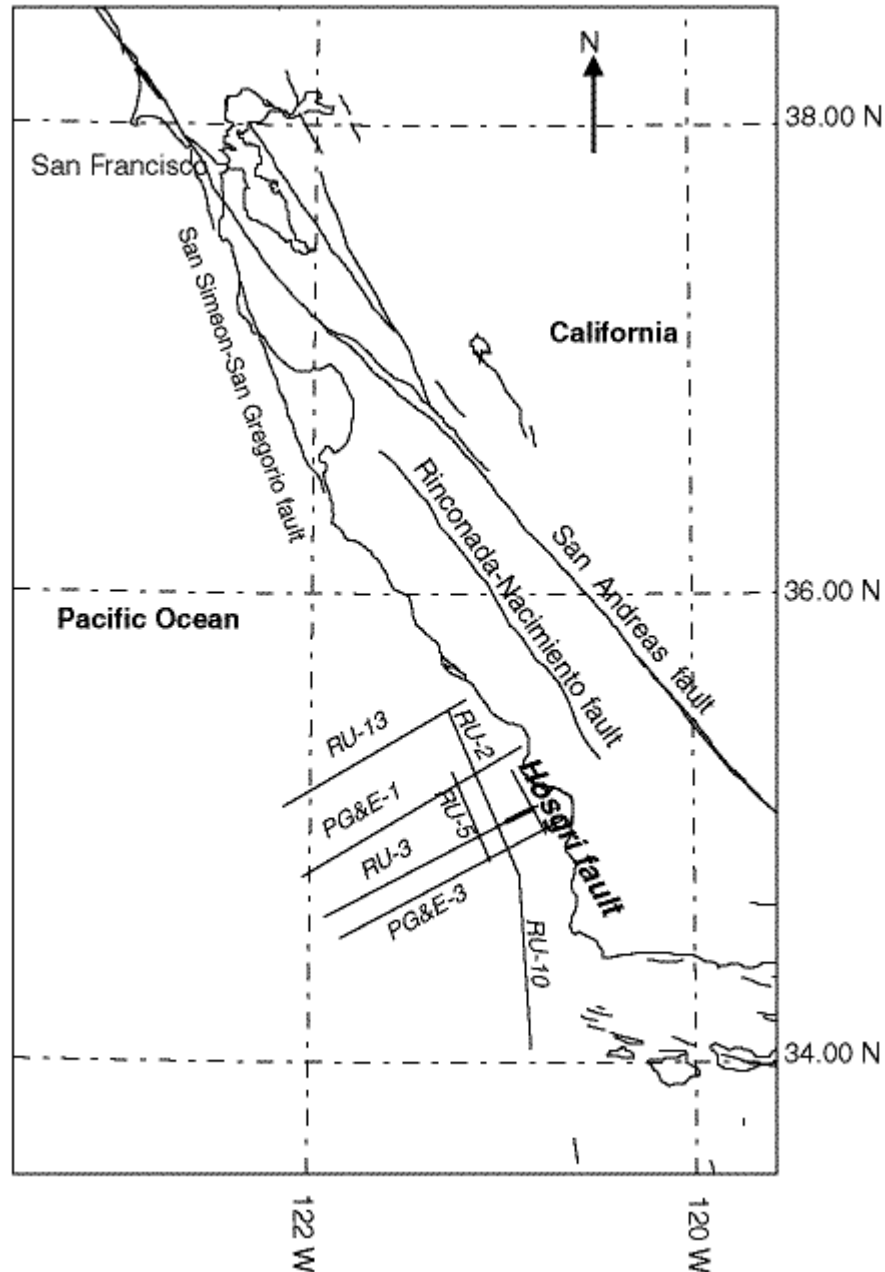 N
38.00 N
San Francisco
San Simeon-San Gregorio fault
California
Rinconada-Nacimiento fault
San Andreas fault
36.00 N
Pacific Ocean
RU-13
RU-2
PG&E-1
RU-5
Hosgri fault
RU-3
PG&E-3
RU-10
34.00 N
122 W
120 W